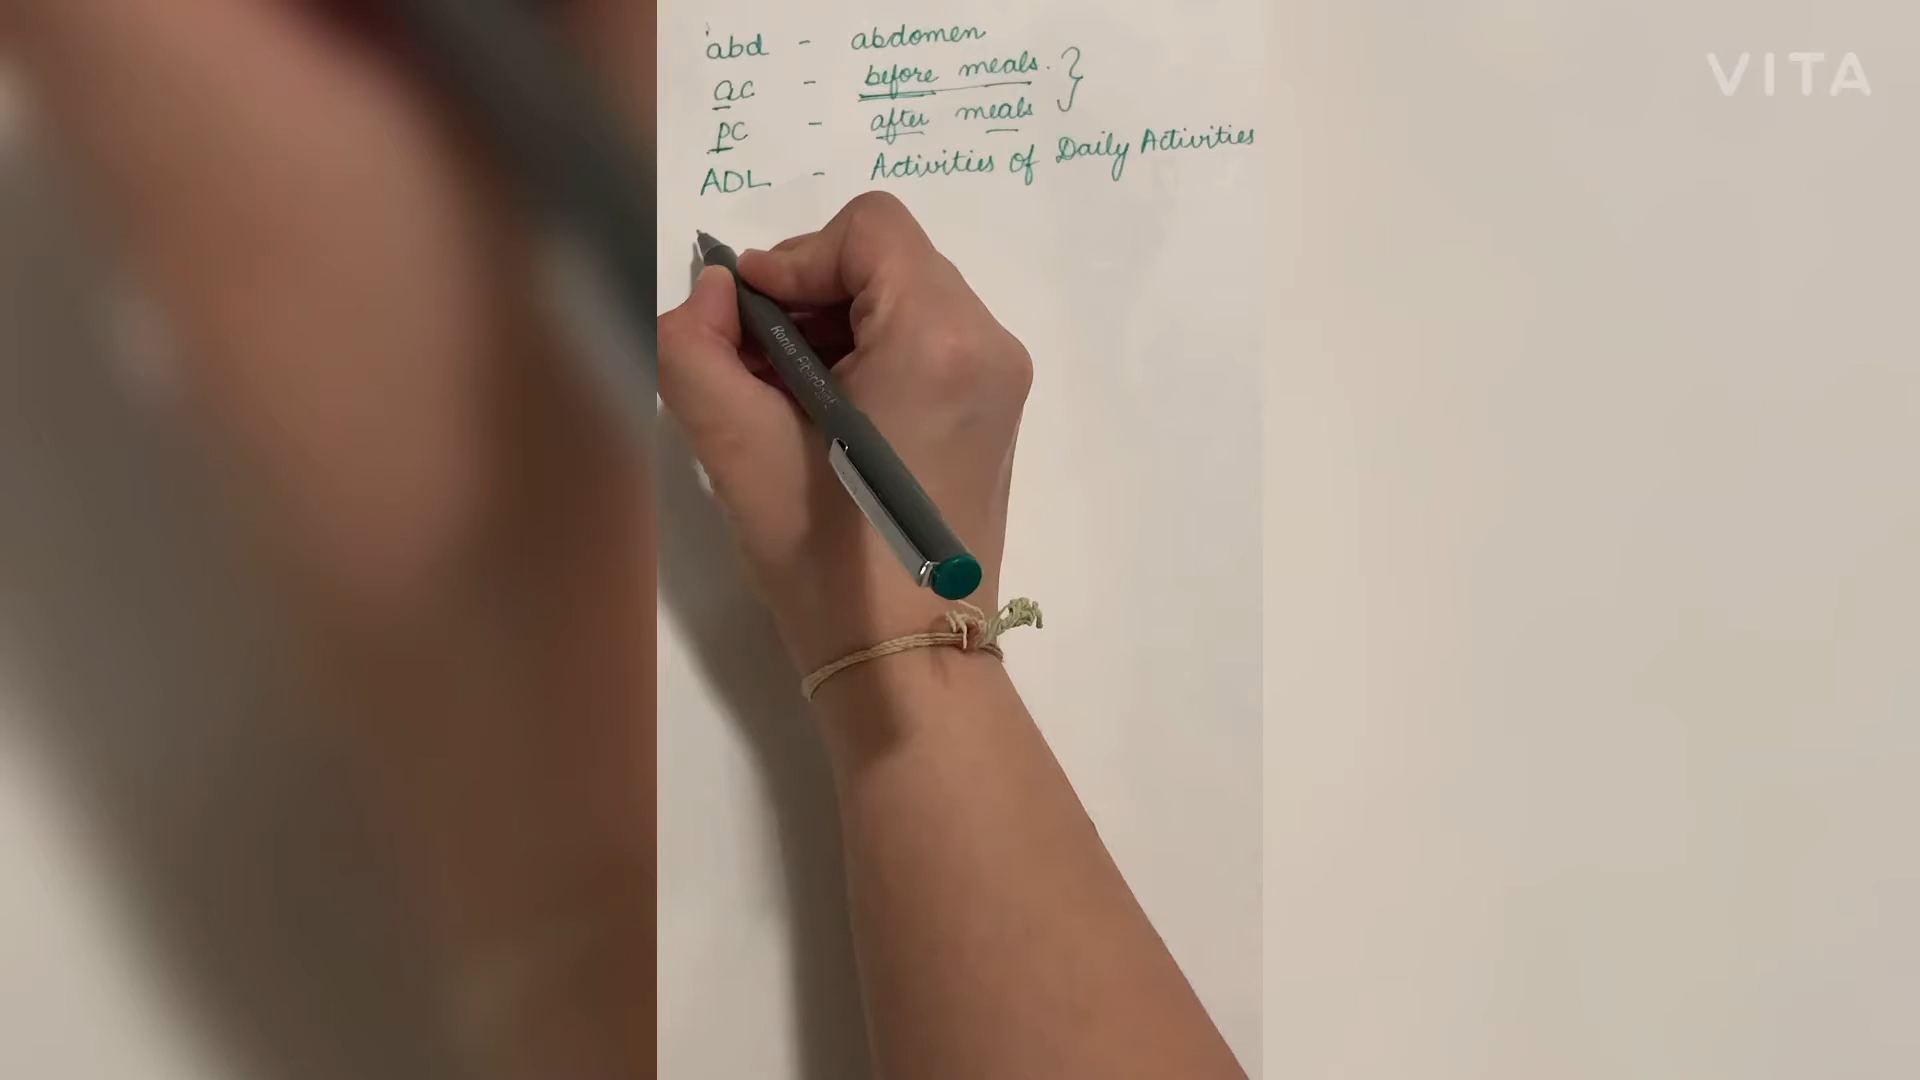 abd - abdomen
ac - before meals.
pc - after meals
ADL - Activities of Daily Activities
VITA